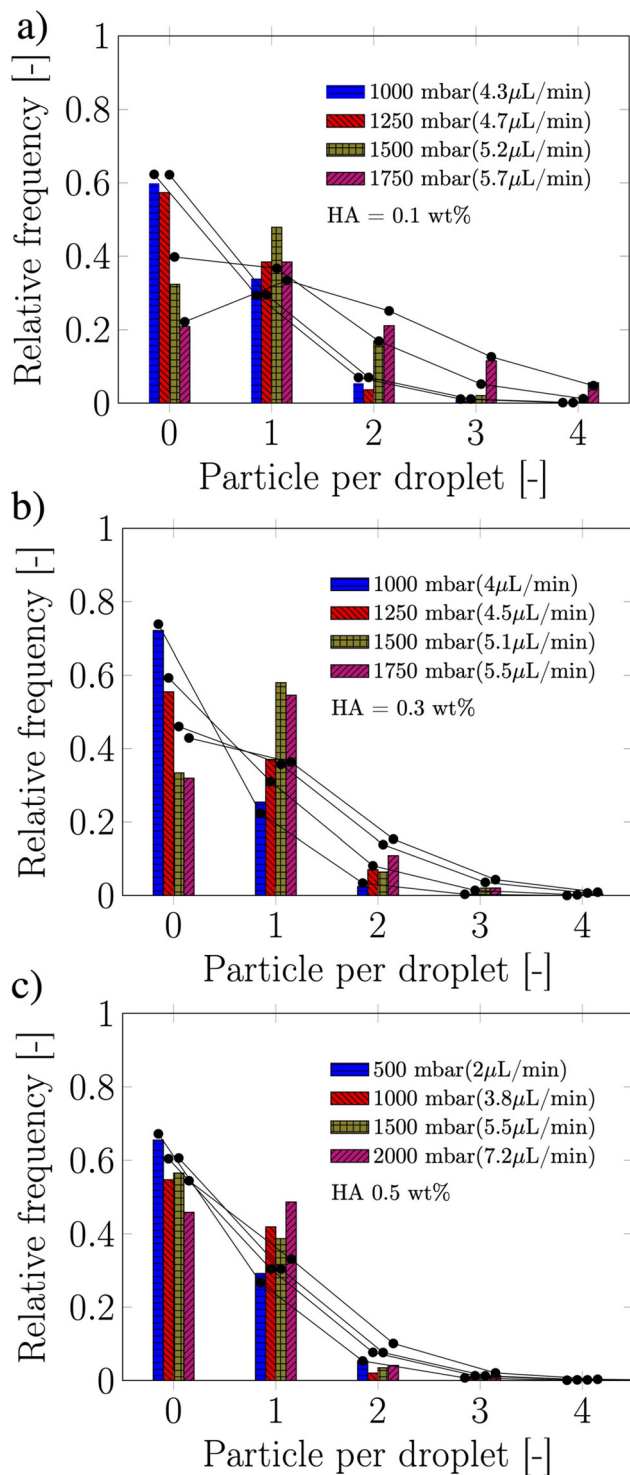 a)
1
0.8
0.6
0.4
0.2
0
Relative frequency [-]
1000 mbar(4.3μL/min)
1250 mbar(4.7μL/min)
1500 mbar(5.2μL/min)
1750 mbar(5.7μL/min)
HA = 0.1 wt%
0 1 2 3 4
Particle per droplet [-]
b)
1
0.8
0.6
0.4
0.2
0
Relative frequency [-]
1000 mbar(4μL/min)
1250 mbar(4.5μL/min)
1500 mbar(5.1μL/min)
1750 mbar(5.5μL/min)
HA = 0.3 wt%
0 1 2 3 4
Particle per droplet [-]
c)
1
0.8
0.6
0.4
0.2
0
Relative frequency [-]
500 mbar(2μL/min)
1000 mbar(3.8μL/min)
1500 mbar(5.5μL/min)
2000 mbar(7.2μL/min)
HA 0.5 wt%
0 1 2 3 4
Particle per droplet [-]